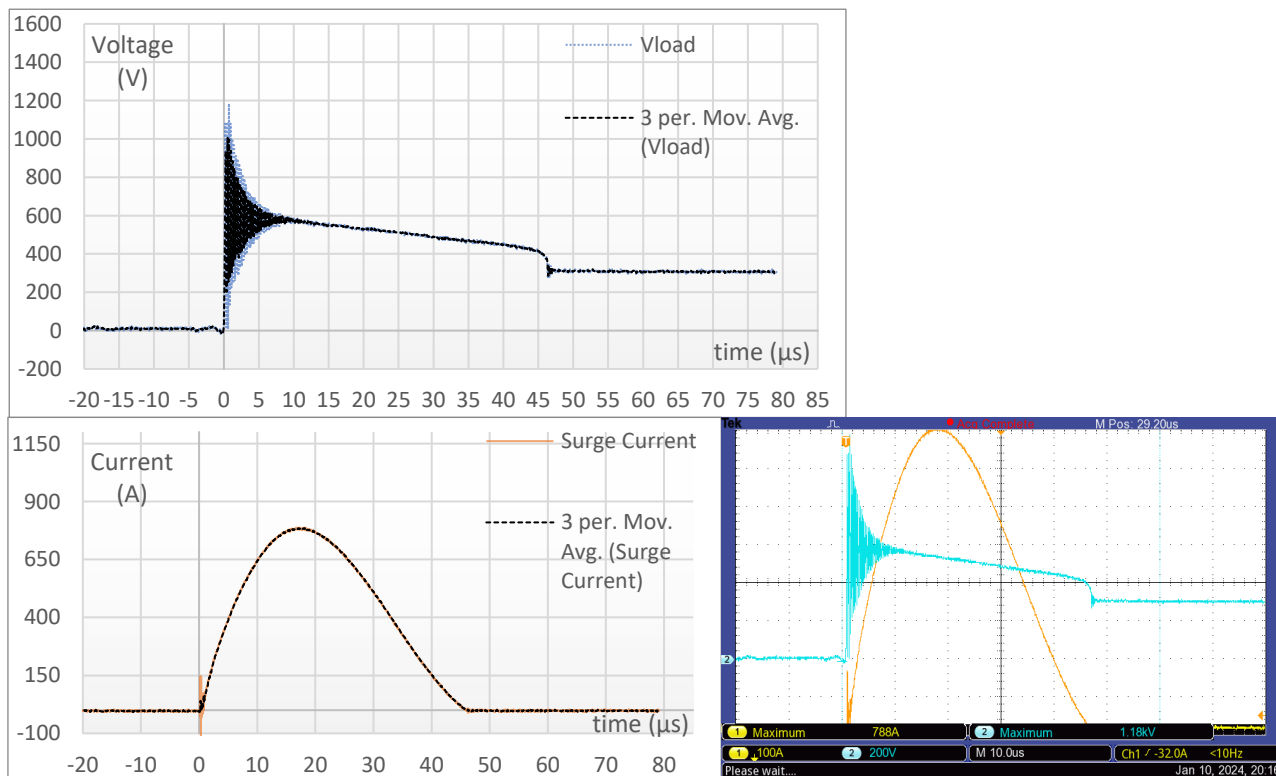 1600
1400
1200
1000
800
600
400
200
0
-200
Voltage
(V)
Vload
3 per. Mov. Avg.
(Vload)
time (µs)
-20 -15 -10 -5 0 5 10 15 20 25 30 35 40 45 50 55 60 65 70 75 80 85
1150
900
650
400
150
-100
Current
(A)
Surge Current
3 per. Mov.
Avg. (Surge
Current)
time (µs)
-20 -10 0 10 20 30 40 50 60 70 80
Tek
Acq Complete M Pos: 29.20us
T
2
1 Maximum 788A 2 Maximum 1.18kV
1 100A 2 200V M 10.0us Ch1 -32.0A <10Hz
Please wait.... Jan 10, 2024, 20:16